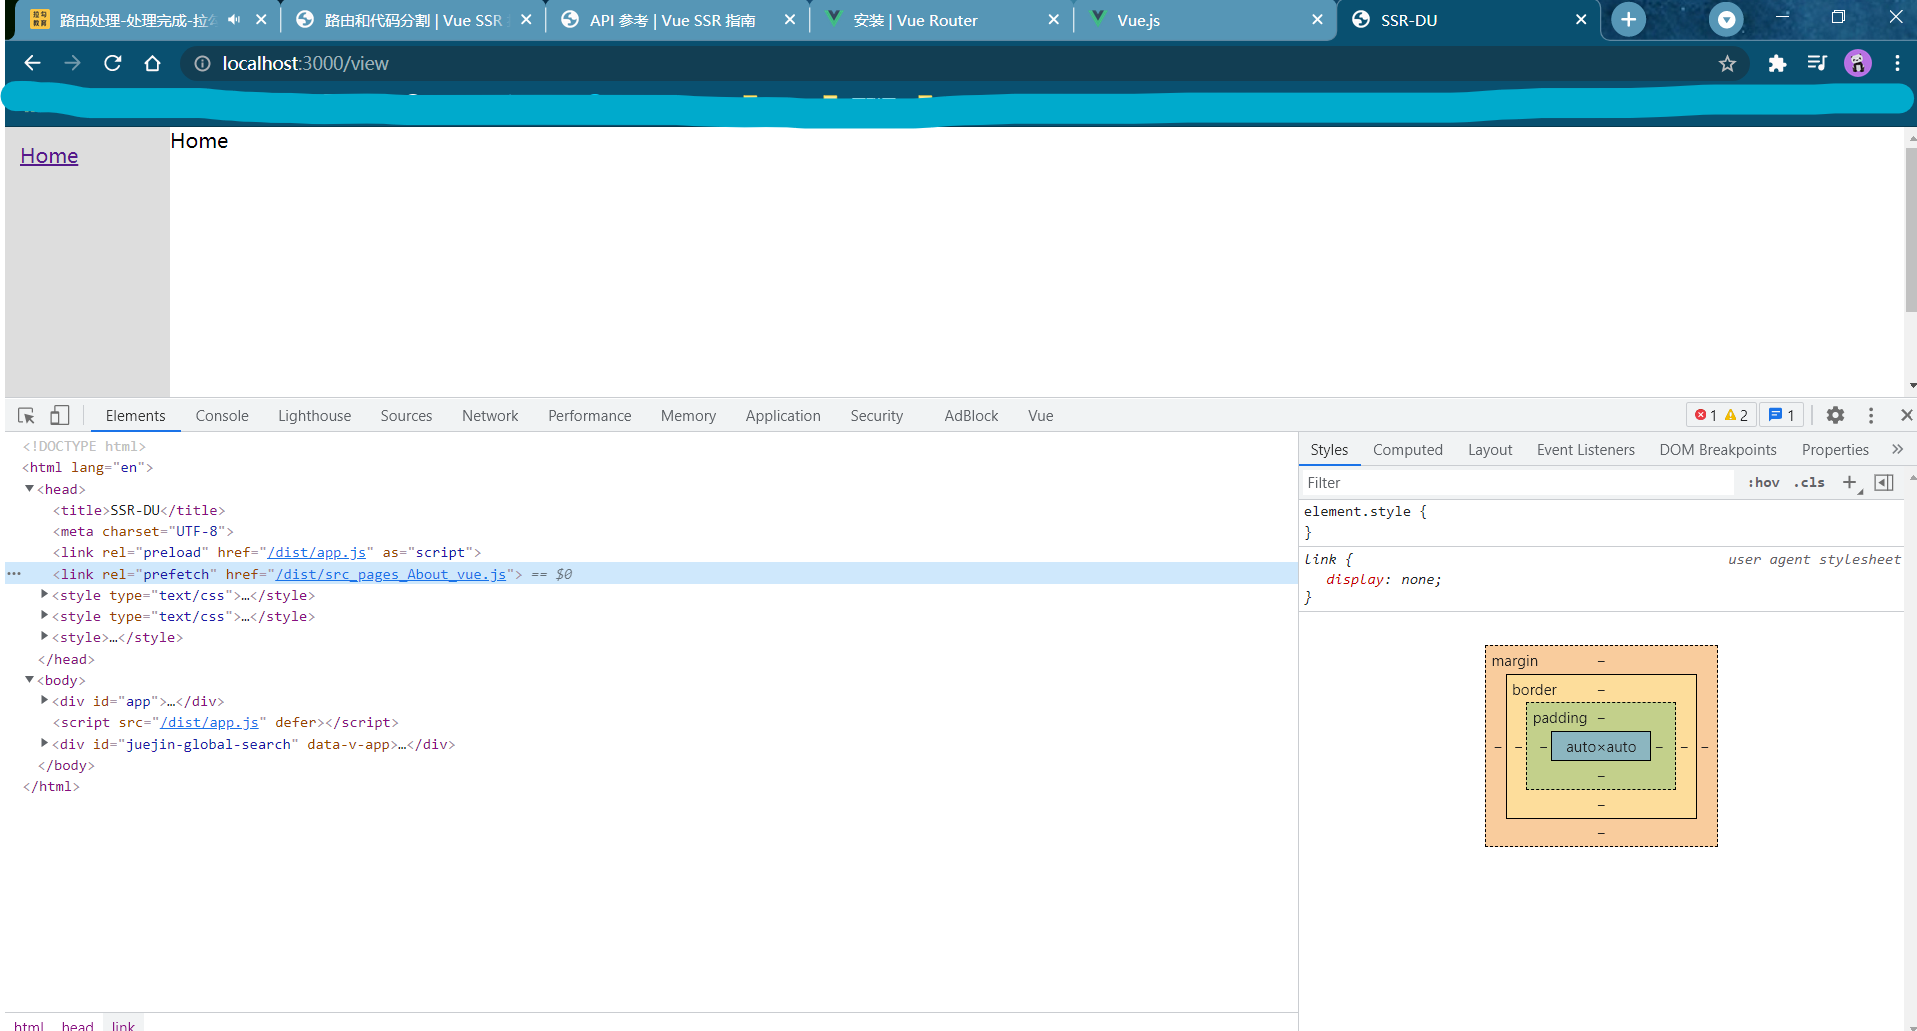 路由处理-处理完成-拉
路由和代码分割 | Vue SSR
API 参考 | Vue SSR 指南
安装 | Vue Router
Vue.js
SSR-DU
localhost:3000/view
Home
Home
Elements Console Lighthouse Sources Network Performance Memory Application Security AdBlock Vue
1 2 1
<!DOCTYPE html>
<html lang="en">
<head>
<title>SSR-DU</title>
<meta charset="UTF-8">
<link rel="preload" href="/dist/app.js" as="script">
<link rel="prefetch" href="/dist/src_pages_About_vue.js"> == $0
<style type="text/css">…</style>
<style type="text/css">…</style>
<style>…</style>
</head>
<body>
<div id="app">…</div>
<script src="/dist/app.js" defer></script>
<div id="juejin-global-search" data-v-app>…</div>
</body>
</html>
html head link
Styles Computed Layout Event Listeners DOM Breakpoints Properties »
Filter :hov .cls +
element.style {
}
link { user agent stylesheet
display: none;
}
margin –
border –
padding –
– – – auto×auto – – –
–
–
–